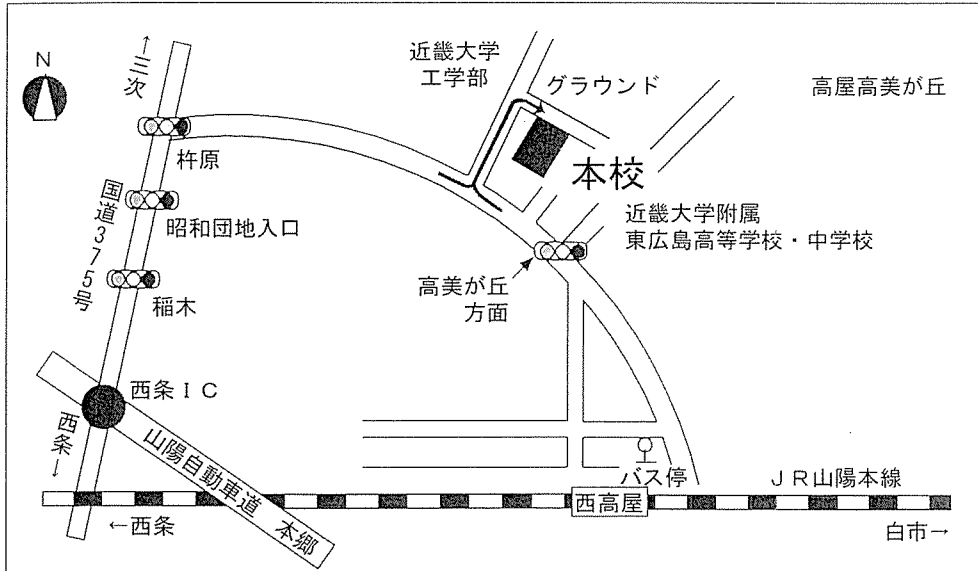 N
←三次
近畿大学
工学部
グラウンド
高屋高美が丘
杵原
本校
国道375号
昭和団地入口
近畿大学附属
東広島高等学校・中学校
稲木
高美が丘
方面
西条IC
西条↓
山陽自動車道 本郷
バス停
JR山陽本線
西高屋
←西条
白市→